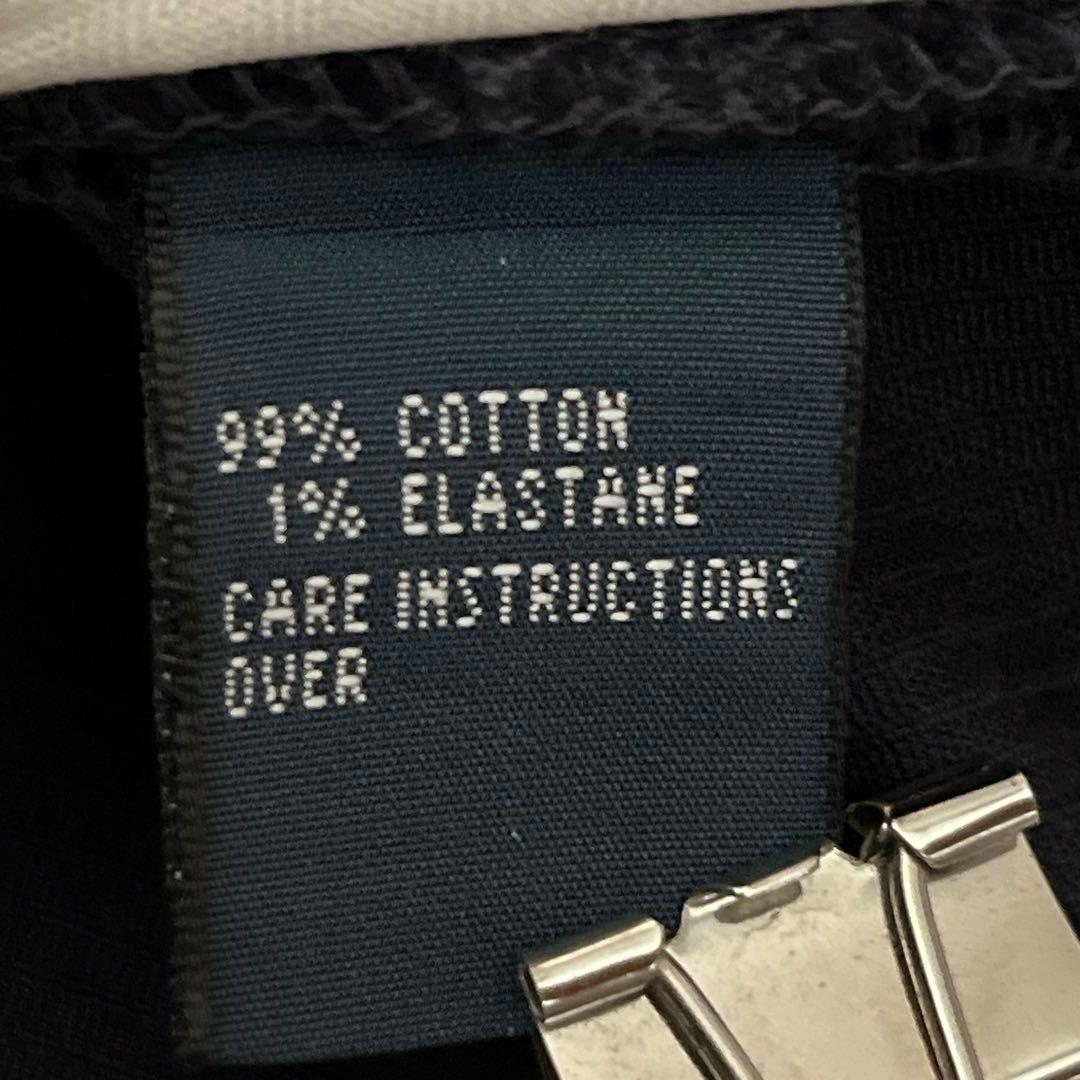 99% COTTON
1% ELASTANE
CARE INSTRUCTIONS
OVER